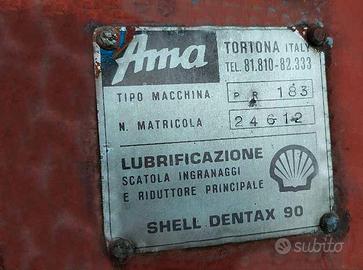 Ama
TORTONA ITALY
TEL. 81.810-82.333
TIPO MACCHINA PR 183
N. MATRICOLA 24612
LUBRIFICAZIONE
SCATOLA INGRANAGGI
E RIDUTTORE PRINCIPALE
SHELL DENTAX 90
subito